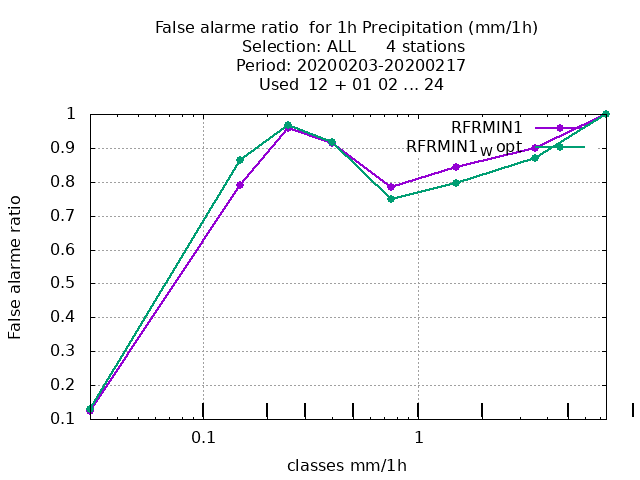 False alarme ratio  for 1h Precipitation (mm/1h)
Selection: ALL      4 stations
Period: 20200203-20200217
Used  12 + 01 02 ... 24
RFRMIN1
RFRMIN1_W opt
1
0.9
0.8
0.7
0.6
0.5
0.4
0.3
0.2
0.1
False alarme ratio
0.1
1
classes mm/1h